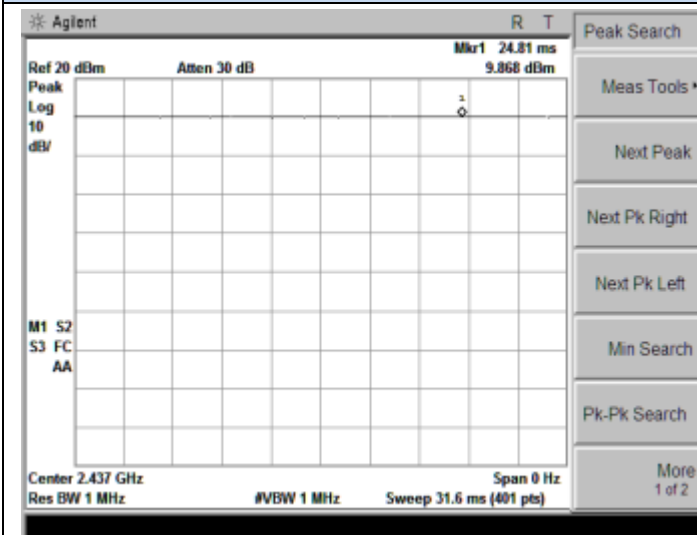 Agilent R T
Mkr1 24.81 ms
Ref 20 dBm Atten 30 dB 9.868 dBm
Peak
Log
10
dB/
1
M1 S2
S3 FC
AA
Center 2.437 GHz Span 0 Hz
Res BW 1 MHz #VBW 1 MHz Sweep 31.6 ms (401 pts)
Peak Search
Meas Tools
Next Peak
Next Pk Right
Next Pk Left
Min Search
Pk-Pk Search
More
1 of 2